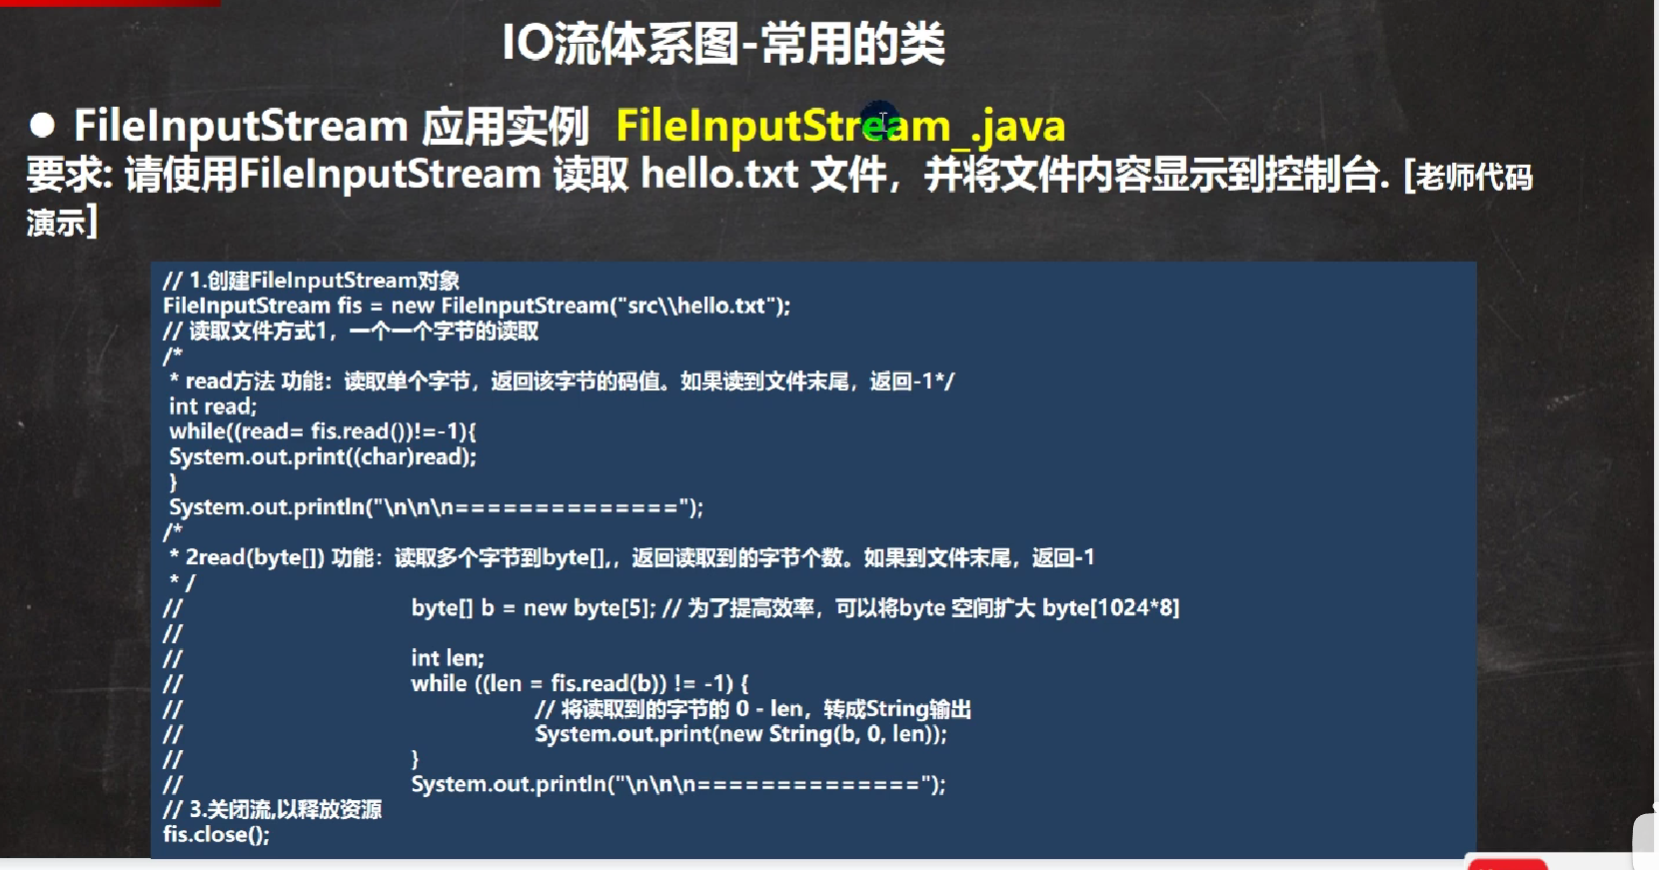 IO流体系图-常用的类
● FileInputStream 应用实例 FileInputStream_.java
要求: 请使用FileInputStream 读取 hello.txt 文件，并将文件内容显示到控制台. [老师代码
演示]
// 1.创建FileInputStream对象
FileInputStream fis = new FileInputStream("src\\hello.txt");
// 读取文件方式1，一个一个字节的读取
/*
* read方法 功能：读取单个字节，返回该字节的码值。如果读到文件末尾，返回-1*/
int read;
while((read= fis.read())!=-1){
System.out.print((char)read);
}
System.out.println("\n\n\n==============");
/*
* 2read(byte[]) 功能：读取多个字节到byte[],，返回读取到的字节个数。如果到文件末尾，返回-1
* /
// byte[] b = new byte[5]; // 为了提高效率，可以将byte 空间扩大 byte[1024*8]
//
// int len;
// while ((len = fis.read(b)) != -1) {
// // 将读取到的字节的 0 - len，转成String输出
// System.out.print(new String(b, 0, len));
// }
// System.out.println("\n\n\n==============");
// 3.关闭流,以释放资源
fis.close();